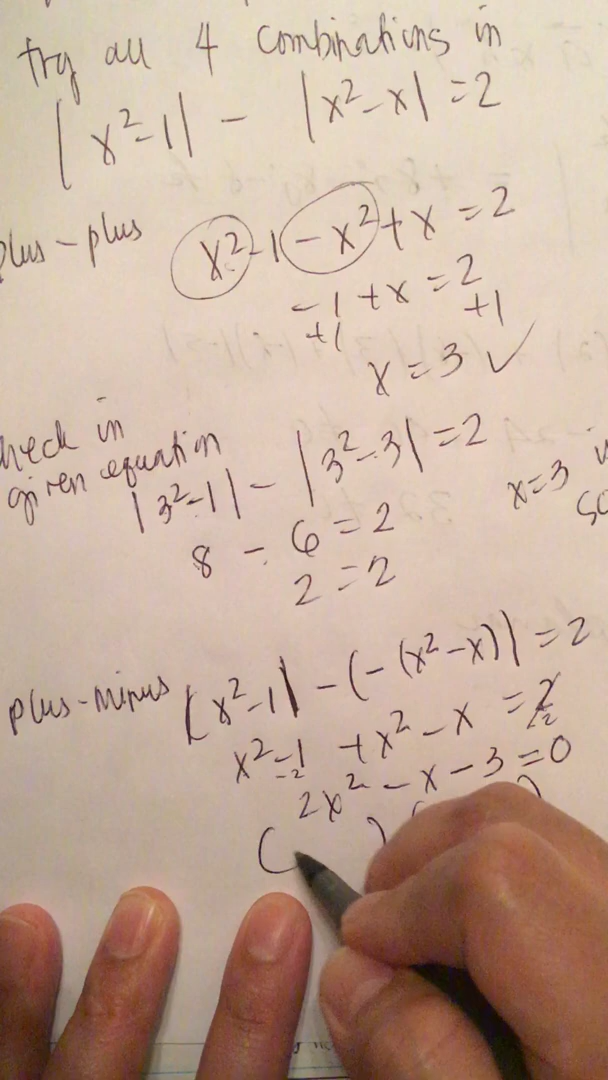 try all 4 combinations in
|x²-1| - |x²-x| = 2
plus-plus
x² -1 -x² +x = 2
-1 + x = 2
+1 +1
x = 3 ✓
heck in
given equation
|3²-1| - |3²-3| = 2
8 - 6 = 2
2 = 2
x=3
plus-minus (x²-1) - (-(x²-x)) = 2
x²-1 + x² - x = 2
-2 -2
2x² - x - 3 = 0
( ) ( )